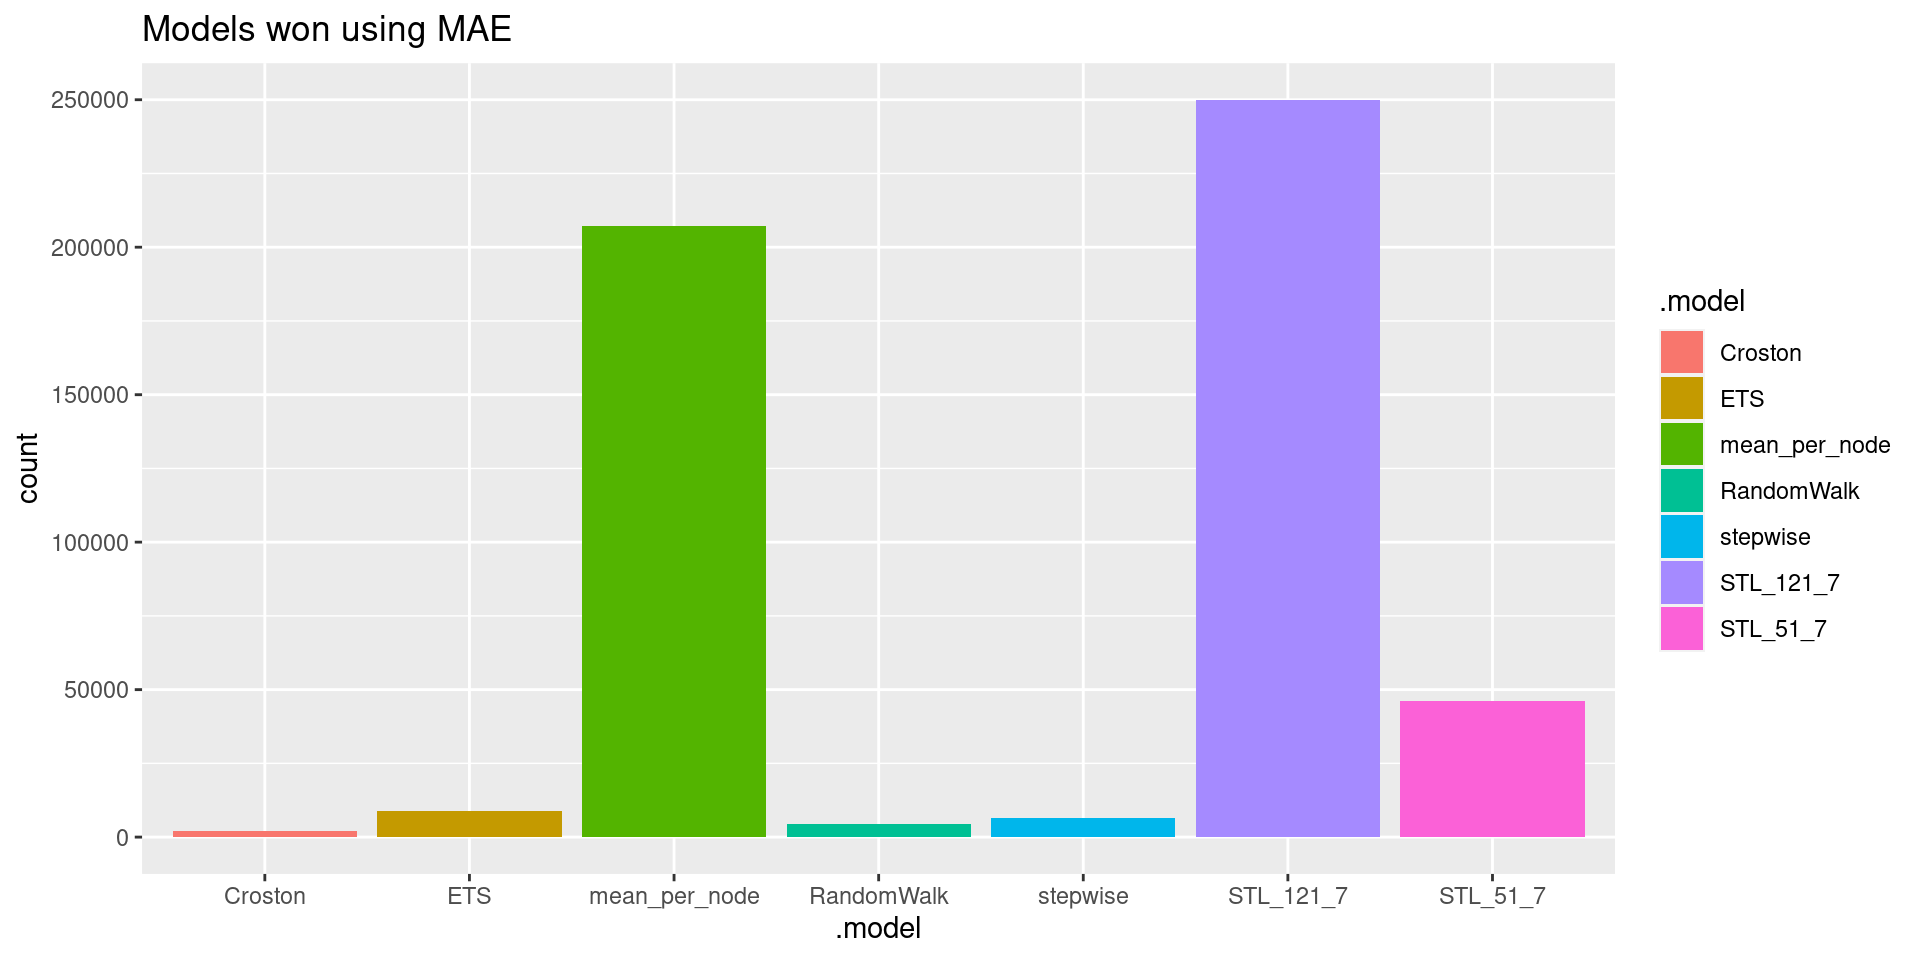 Models won using MAE
250000
200000
150000
100000
50000
0
count
Croston
ETS
mean_per_node
RandomWalk
stepwise
STL_121_7
STL_51_7
.model
.model
Croston
ETS
mean_per_node
RandomWalk
stepwise
STL_121_7
STL_51_7